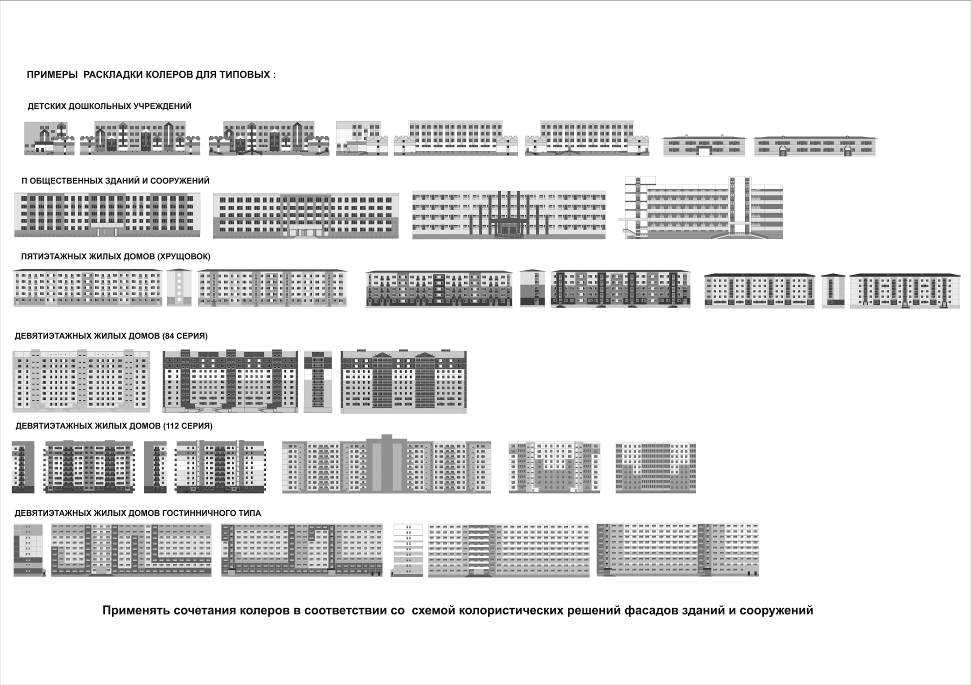 ПРИМЕРЫ РАСКЛАДКИ КОЛЕРОВ ДЛЯ ТИПОВЫХ :
ДЕТСКИХ ДОШКОЛЬНЫХ УЧРЕЖДЕНИЙ
П ОБЩЕСТВЕННЫХ ЗДАНИЙ И СООРУЖЕНИЙ
ПЯТИЭТАЖНЫХ ЖИЛЫХ ДОМОВ (ХРУЩОВОК)
ДЕВЯТИЭТАЖНЫХ ЖИЛЫХ ДОМОВ (84 СЕРИЯ)
ДЕВЯТИЭТАЖНЫХ ЖИЛЫХ ДОМОВ (112 СЕРИЯ)
ДЕВЯТИЭТАЖНЫХ ЖИЛЫХ ДОМОВ ГОСТИННИЧНОГО ТИПА
Применять сочетания колеров в соответствии со схемой колористических решений фасадов зданий и сооружений